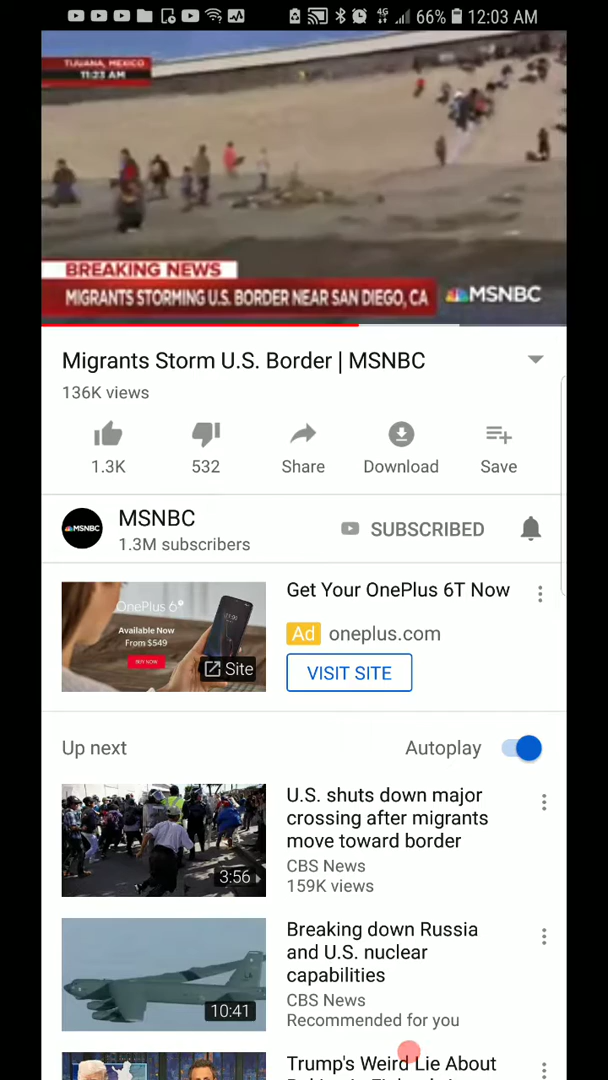 4G 66% 12:03 AM
TIJUANA, MEXICO
11:23 AM
BREAKING NEWS
MIGRANTS STORMING U.S. BORDER NEAR SAN DIEGO, CA
MSNBC
Migrants Storm U.S. Border | MSNBC
136K views
1.3K
532
Share
Download
Save
MSNBC
MSNBC
1.3M subscribers
SUBSCRIBED
OnePlus 6T
Available Now
From $549
BUY NOW
Site
Get Your OnePlus 6T Now
Ad oneplus.com
VISIT SITE
Up next
Autoplay
3:56
U.S. shuts down major
crossing after migrants
move toward border
CBS News
159K views
10:41
Breaking down Russia
and U.S. nuclear
capabilities
CBS News
Recommended for you
Trump's Weird Lie About